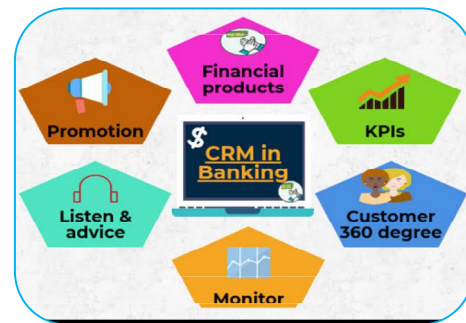 Financial
products
Promotion
KPIs
$
CRM in
Banking
Listen &
advice
Customer
360 degree
Monitor